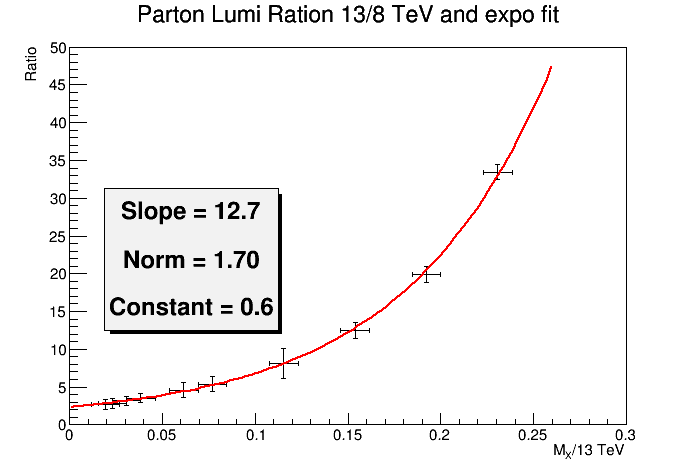 Parton Lumi Ration 13/8 TeV and expo fit
Ratio
50
45
40
35
30
25
20
15
10
5
0
Slope = 12.7
Norm = 1.70
Constant = 0.6
0 0.05 0.1 0.15 0.2 0.25 0.3
Mx/13 TeV